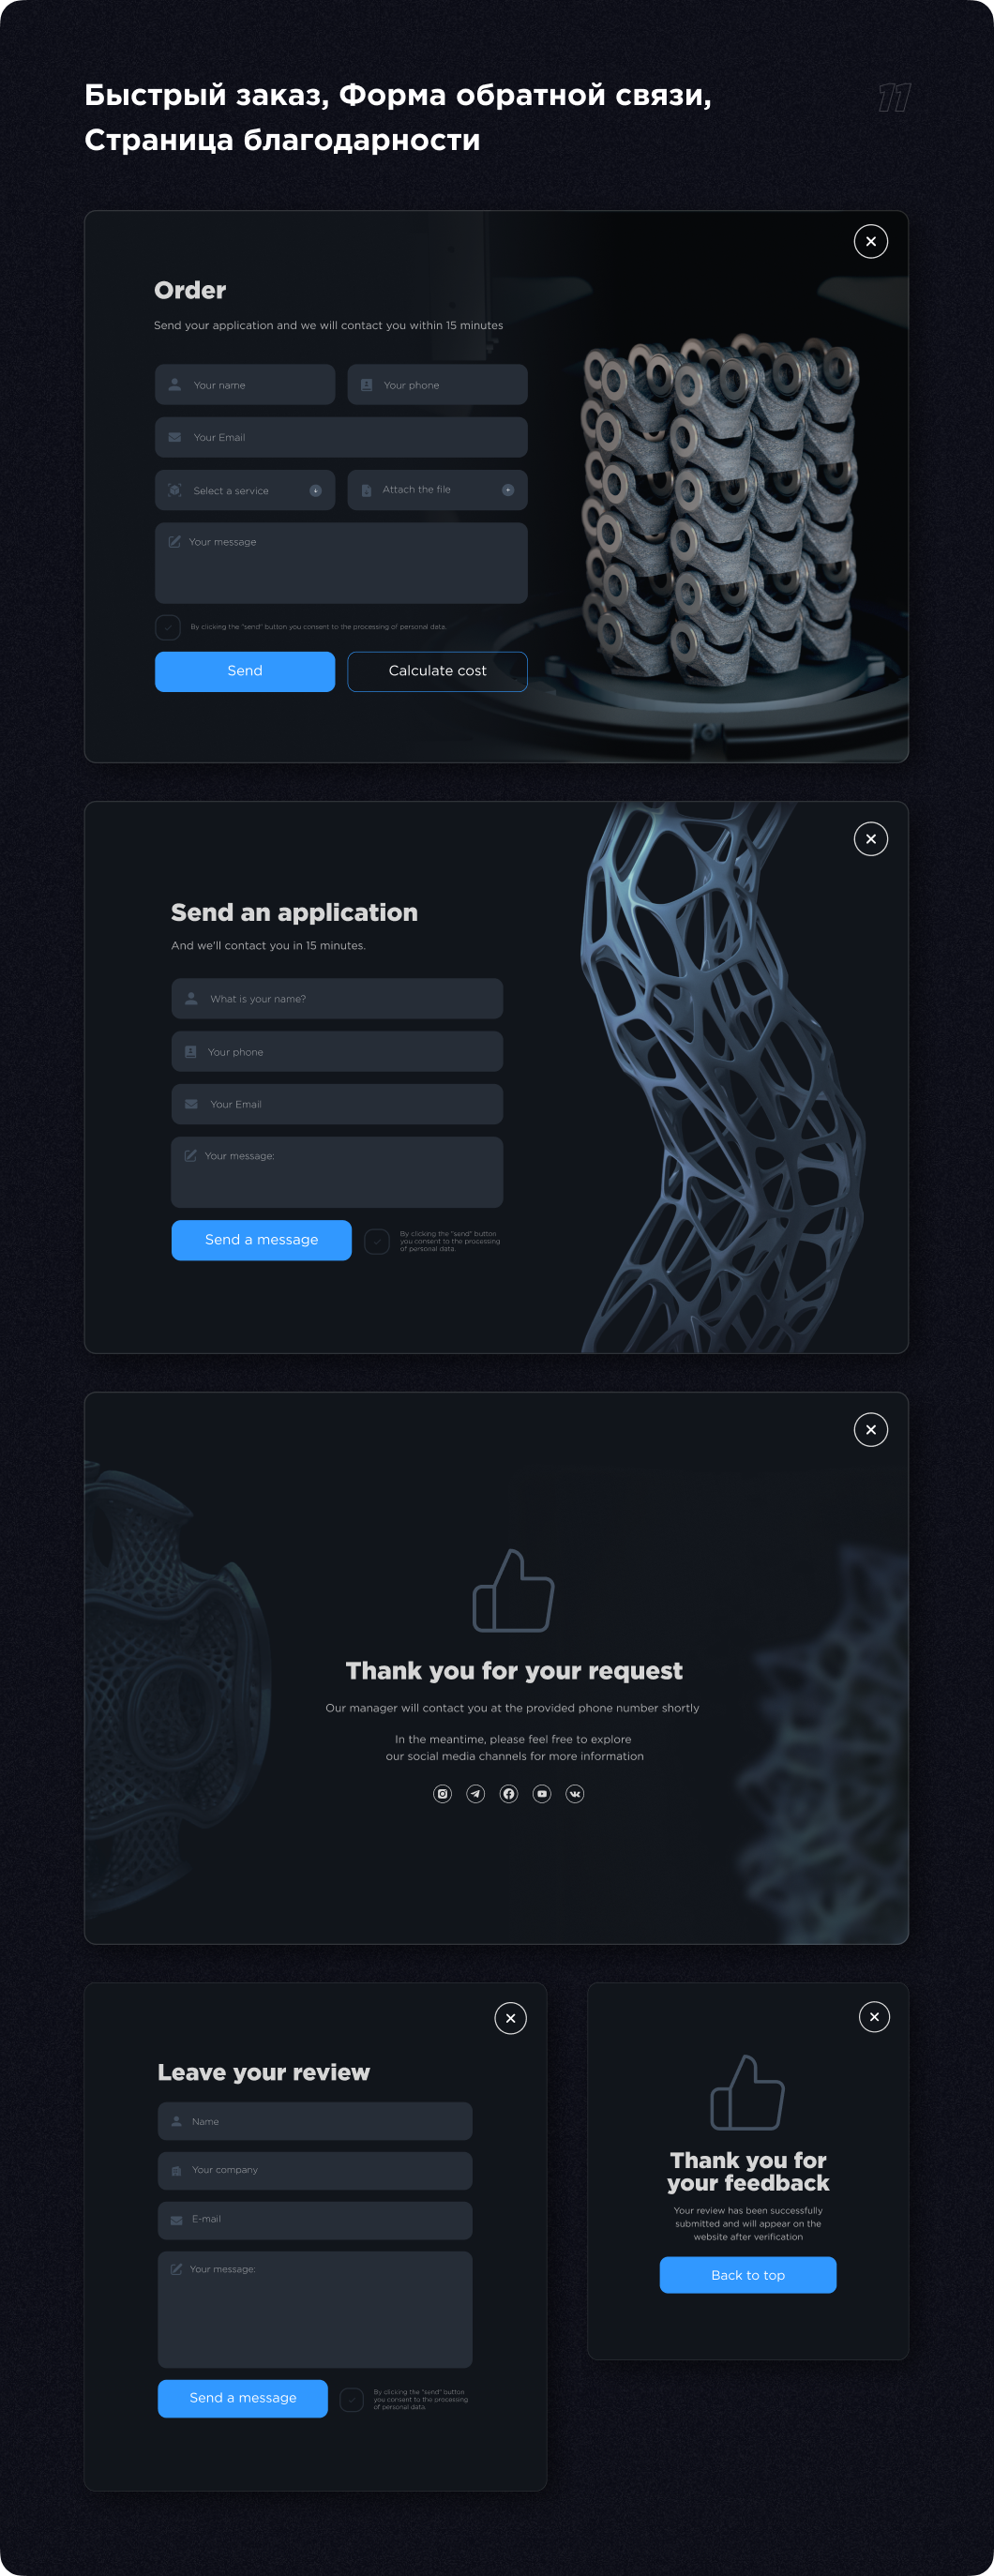 Быстрый заказ, Форма обратной связи,
Страница благодарности
11
Order
Send your application and we will contact you within 15 minutes
Your name
Your phone
Your Email
Select a service
Attach the file
Your message
By clicking the "send" button you consent to the processing of personal data.
Send
Calculate cost
Send an application
And we'll contact you in 15 minutes.
What is your name?
Your phone
Your Email
Your message:
Send a message
By clicking the "send" button
you consent to the processing
of personal data.
Thank you for your request
Our manager will contact you at the provided phone number shortly
In the meantime, please feel free to explore
our social media channels for more information
Leave your review
Name
Your company
E-mail
Your message:
Send a message
By clicking the "send" button
you consent to the processing
of personal data.
Thank you for
your feedback
Your review has been successfully
submitted and will appear on the
website after verification
Back to top